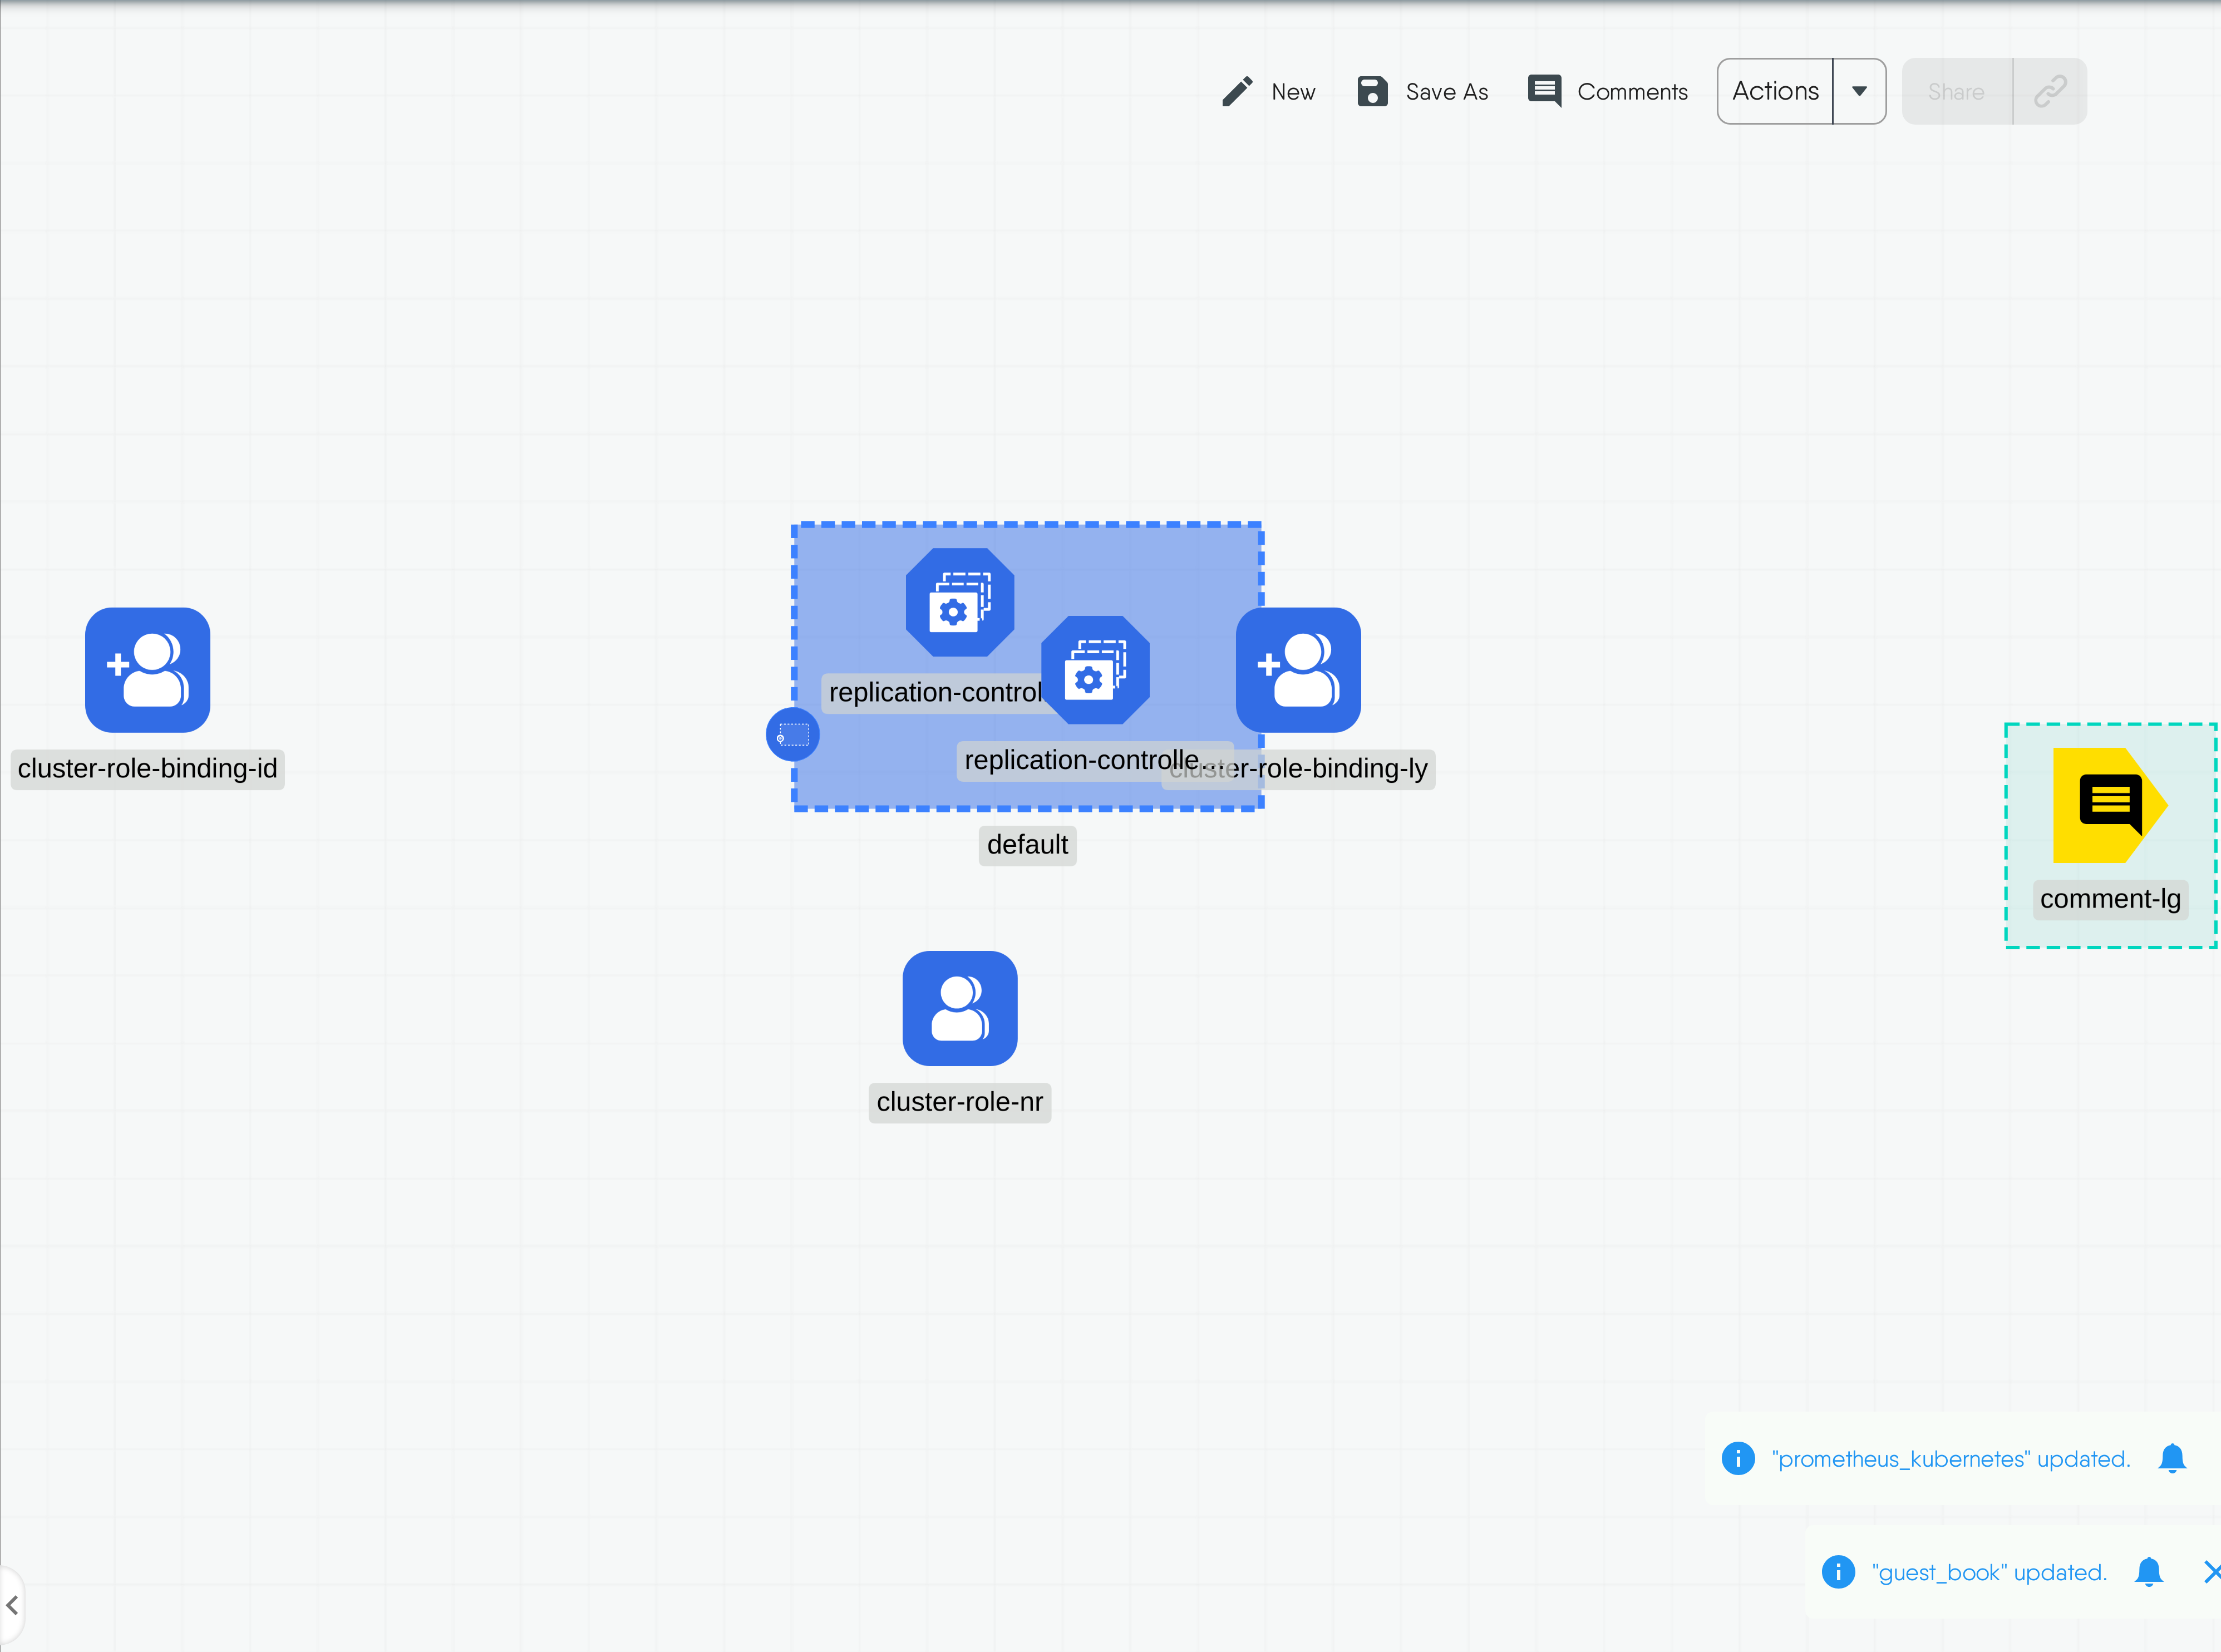 New
Save As
Comments
Actions
Share
replication-control
replication-controlle...
cluster-role-binding-id
cluster-role-binding-ly
default
comment-lg
cluster-role-nr
"prometheus_kubernetes" updated.
"guest_book" updated.